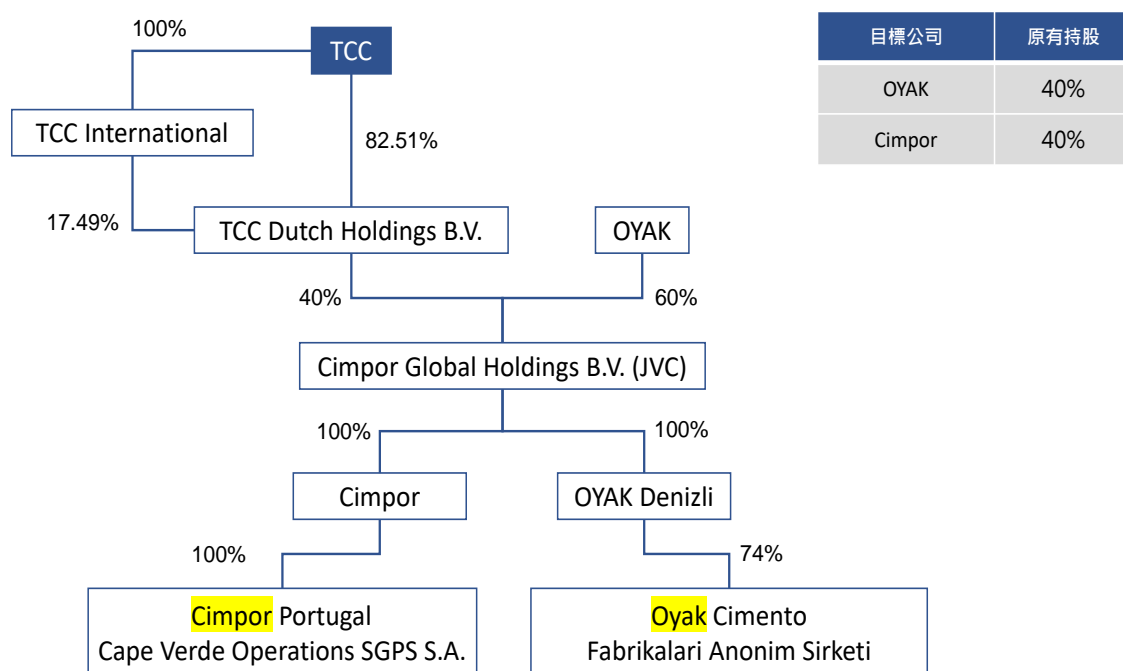 100%
TCC
TCC International
82.51%
17.49%
TCC Dutch Holdings B.V.
OYAK
40%
60%
Cimpor Global Holdings B.V. (JVC)
100%
100%
Cimpor
OYAK Denizli
100%
74%
Cimpor Portugal
Cape Verde Operations SGPS S.A.
Oyak Cimento
Fabrikalari Anonim Sirketi
目標公司 原有持股
OYAK 40%
Cimpor 40%